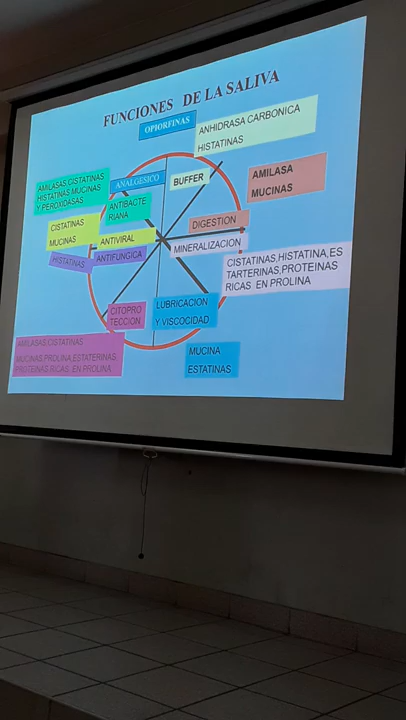 FUNCIONES DE LA SALIVA
OPIORFINAS
ANHIDRASA CARBONICA
HISTATINAS
AMILASAS,CISTATINAS
HISTATINAS,MUCINAS
Y PEROXIDASAS
ANALGESICO
BUFFER
AMILASA
MUCINAS
ANTIBACTE
RIANA
CISTATINAS
MUCINAS
ANTIVIRAL
DIGESTION
MINERALIZACION
HISTATINAS
ANTIFUNGICA
CISTATINAS,HISTATINA,ES
TARTERINAS,PROTEINAS
RICAS EN PROLINA
CITOPRO
TECCION
LUBRICACION
Y VISCOCIDAD
AMILASAS,CISTATINAS
MUCINAS,PROLINA,ESTATERINAS
PROTEINAS RICAS EN PROLINA
MUCINA
ESTATINAS